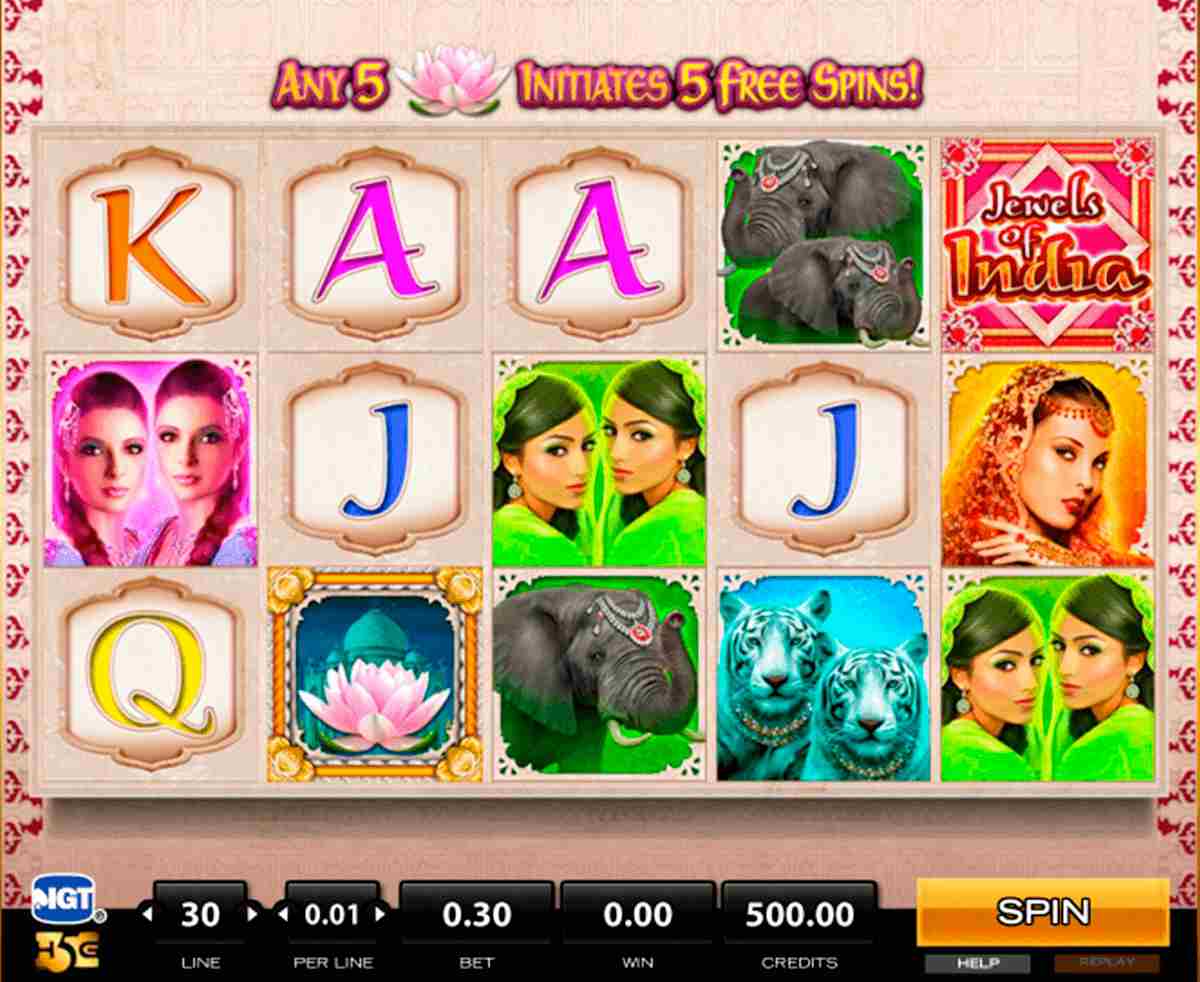 ANY 5 INITIATES 5 FREE SPINS!
K A A
Jewels
of
India
J J
Q
IGT ®
H5G
30 0.01 0.30 0.00 500.00 SPIN
LINE PER LINE BET WIN CREDITS HELP REPLAY